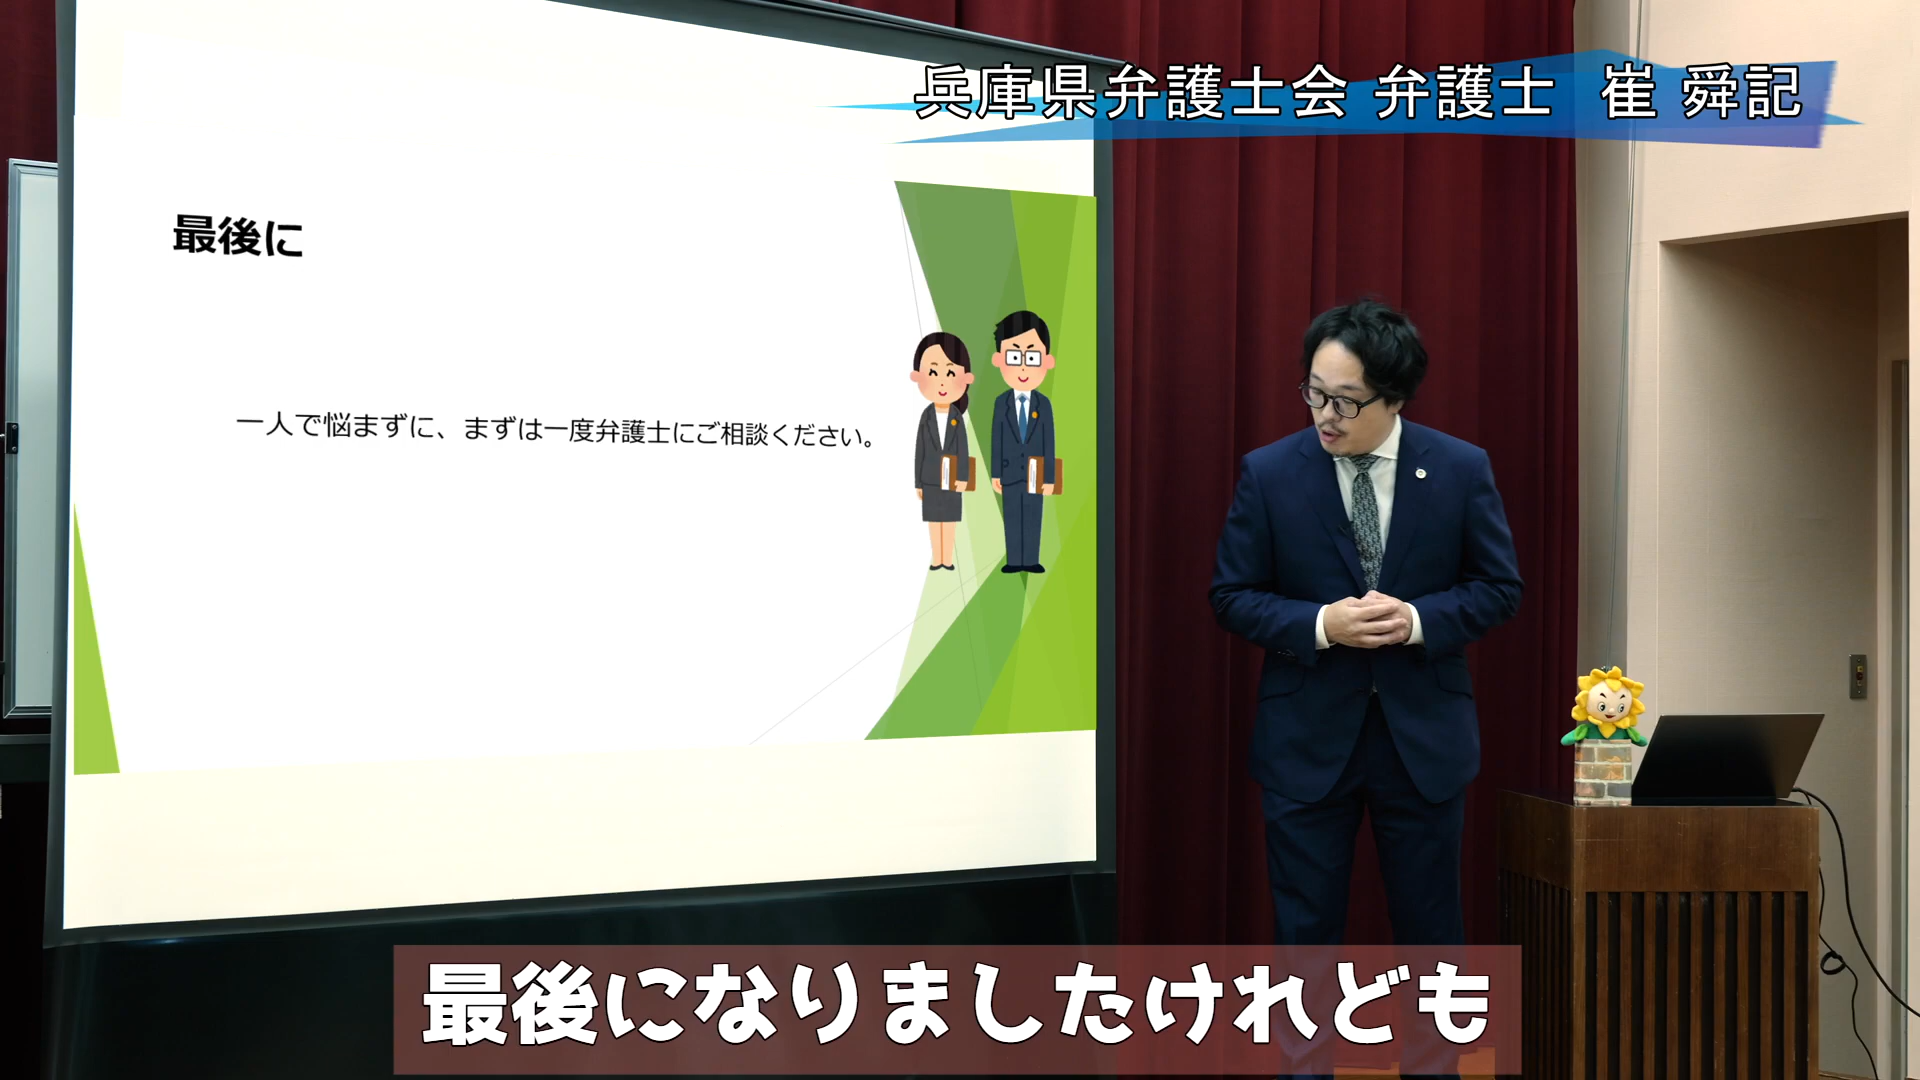 兵庫県弁護士会 弁護士 崔 舜記
最後に
一人で悩まずに、まずは一度弁護士にご相談ください。
最後になりましたけれども